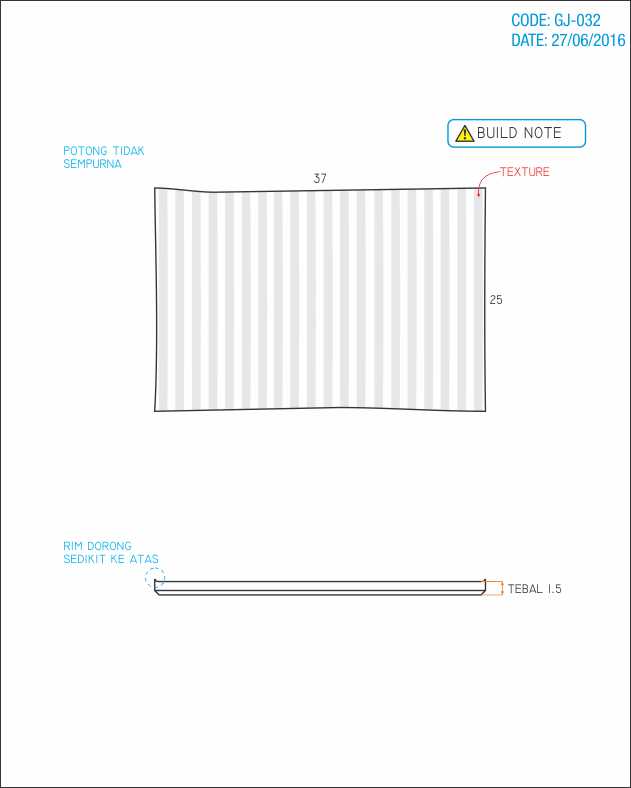 CODE: GJ-032
DATE: 27/06/2016
BUILD NOTE
POTONG TIDAK
SEMPURNA
TEXTURE
37
25
RIM DORONG
SEDIKIT KE ATAS
TEBAL 1.5